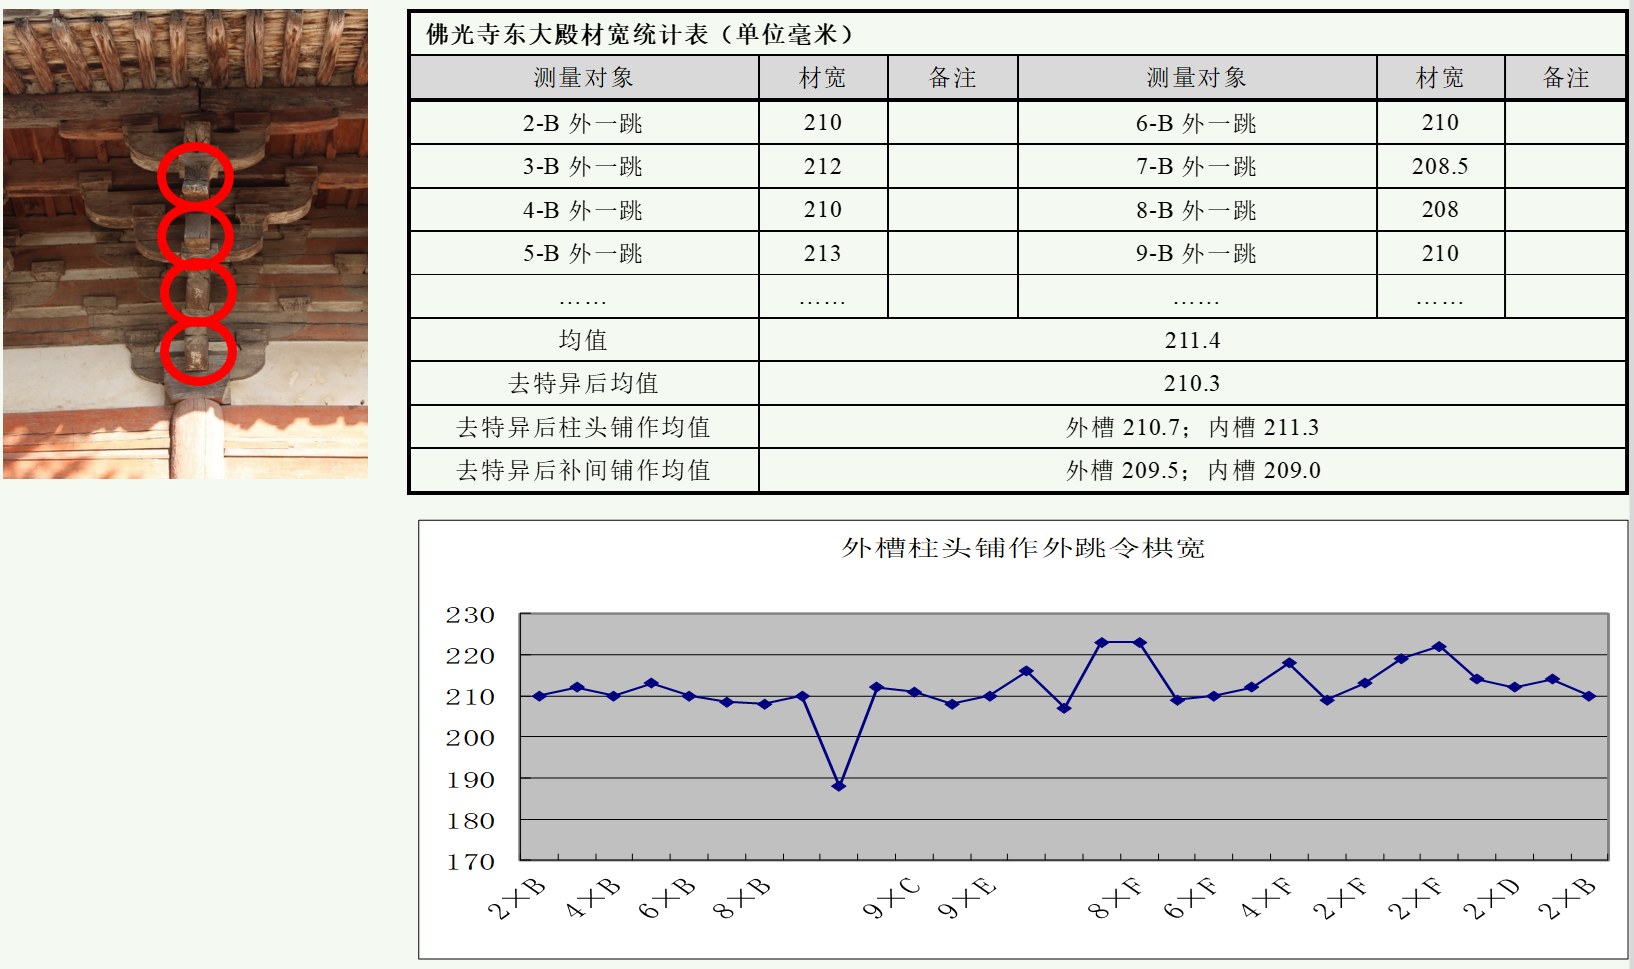 佛光寺东大殿材宽统计表（单位毫米）
测量对象 材宽 备注 测量对象 材宽 备注
2-B 外一跳 210 6-B 外一跳 210
3-B 外一跳 212 7-B 外一跳 208.5
4-B 外一跳 210 8-B 外一跳 208
5-B 外一跳 213 9-B 外一跳 210
…… …… …… ……
均值 211.4
去特异后均值 210.3
去特异后柱头铺作均值 外槽 210.7；内槽 211.3
去特异后补间铺作均值 外槽 209.5；内槽 209.0
外槽柱头铺作外跳令栱宽
230
220
210
200
190
180
170
2×B 4×B 6×B 8×B 9×C 9×E 8×F 6×F 4×F 2×F 2×F 2×D 2×B